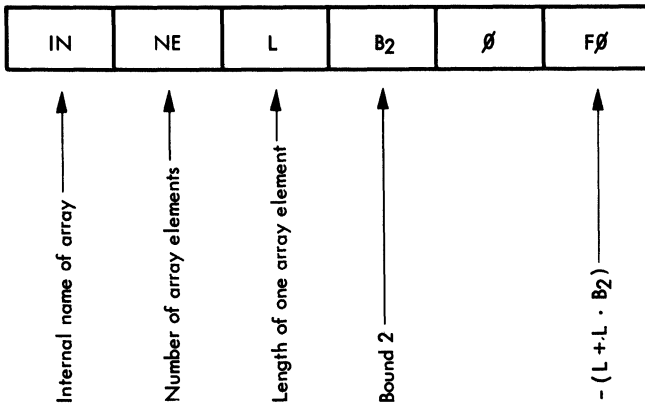 IN NE L B2 Ø FØ
Internal name of array
Number of array elements
Length of one array element
Bound 2
- (L + L · B2)